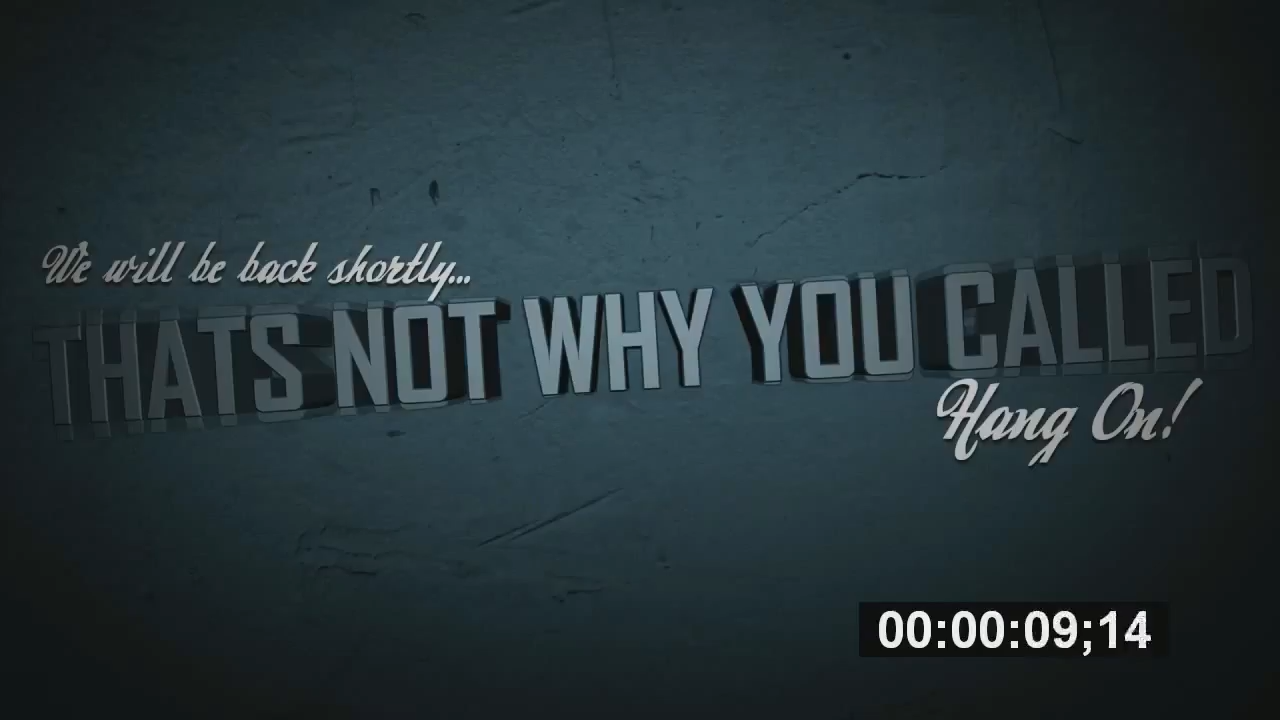 We will be back shortly...
THATS NOT WHY YOU CALLED
Hang On!
00:00:09;14